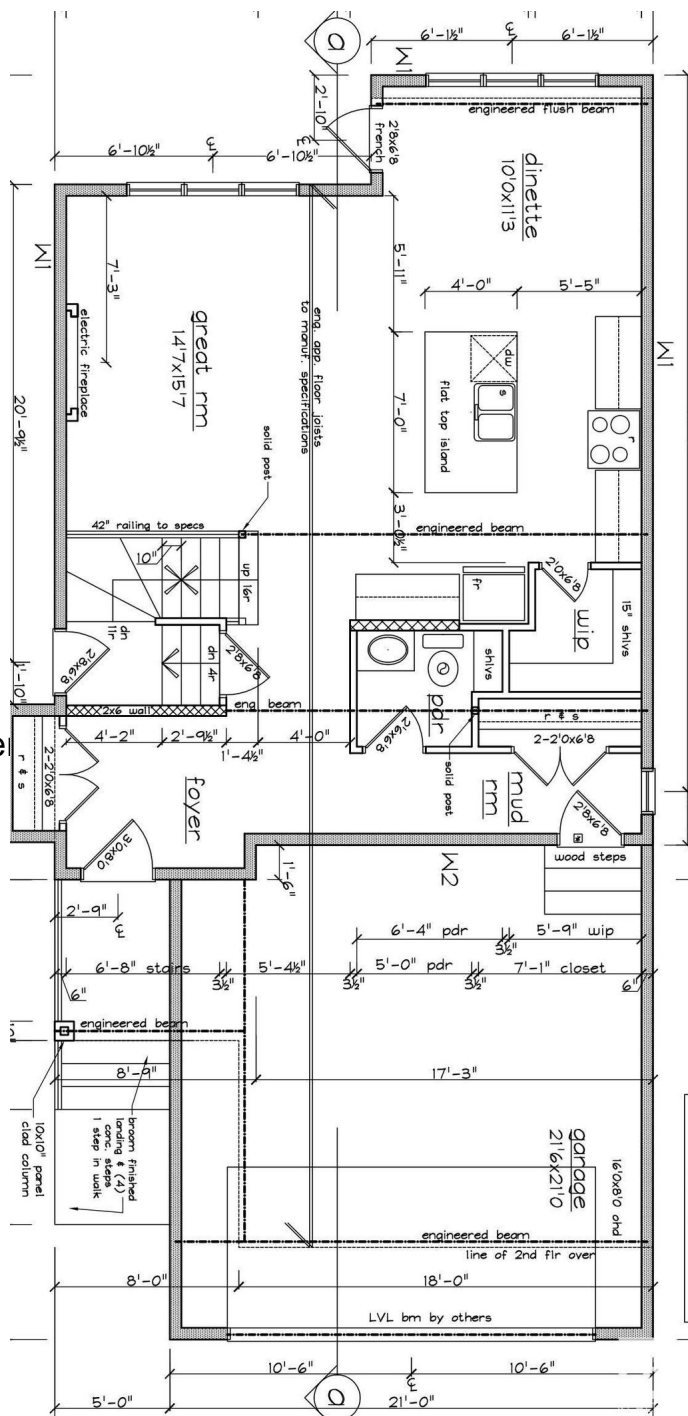 a
6'-1½"
℄
6'-1½"
W1
2'-10"
℄
2'8x6'8
french
engineered flush beam
6'-10½"
℄
6'-10½"
dinette
10'0x11'3
W1
7'-3"
5'-11"
4'-0"
5'-5"
W1
electric fireplace
great rm
14'7x15'7
eng. app. floor joists
to manuf. specifications
dw
s
flat top island
7'-0"
r
20'-9½"
solid post
42" railing to specs
engineered beam
3'-0½"
10"
up
16r
fr
2'0x6'8
wip
15" shlvs
dn
11r
dn
4r
2'8x6'8
2'8x6'8
shlvs
pdr
1'-10"
2x6 wall
eng. beam
2'6x6'8
r & s
4'-2"
2'-9½"
1'-4½"
4'-0"
2-2'0x6'8
2-2'0x6'8
r & s
foyer
solid post
mud
rm
2'8x6'8
3'0x8'0
1'-6"
W2
wood steps
2'-9"
℄
6'-4" pdr
3½"
5'-9" wip
6'-8" stairs
3½"
5'-4½"
3½"
5'-0" pdr
3½"
7'-1" closet
6"
6"
engineered beam
8'-9"
17'-3"
10x10" panel
clad column
broom finished
landing & (4)
conc. steps
1 step in walk
garage
21'6x21'0
16'0x8'0 ohd
engineered beam
line of 2nd flr over
8'-0"
18'-0"
LVL bm by others
10'-6"
℄
10'-6"
5'-0"
21'-0"
a